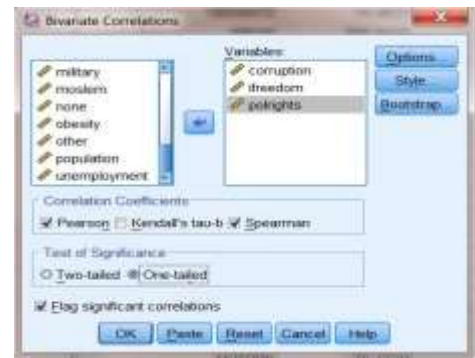 Bivariate Correlations
Variables:
military
moslem
none
obesity
other
population
unemployment
corruption
freedom
polrights
Options...
Style...
Bootstrap...
Correlation Coefficients
Pearson Kendall's tau-b Spearman
Test of Significance
Two-tailed One-tailed
Flag significant correlations
OK Paste Reset Cancel Help